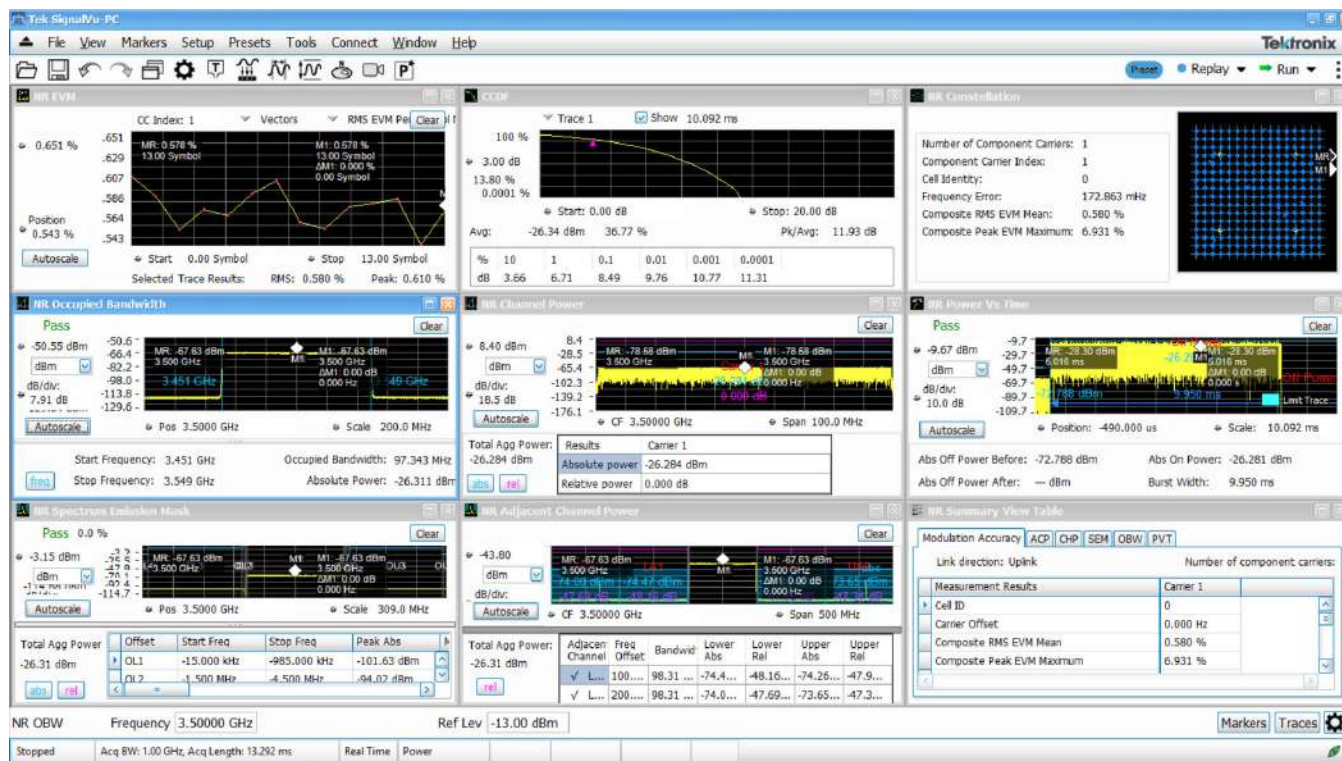 Tek SignalVu-PC
File View Markers Setup Presets Tools Connect Window Help
Tektronix
Preset Replay Run
NR EVM
CC Index: 1 Vectors Clear
0.651 %
.651
.629
.607
.586
.564
.543
MR: 0.578 %
13.00 Symbol
M1: 0.578 %
13.00 Symbol
ΔM1: 0.000 %
0.00 Symbol
Position
0.543 %
Autoscale
Start 0.00 Symbol Stop 13.00 Symbol
Selected Trace Results: RMS: 0.580 % Peak: 0.610 %
CCDF
Trace 1 Show 10.092 ms
100 %
3.00 dB
13.80 %
0.0001 %
Start: 0.00 dB Stop: 20.00 dB
Avg: -26.34 dBm 36.77 % Pk/Avg: 11.93 dB
% 10 1 0.1 0.01 0.001 0.0001
dB 3.66 6.71 8.49 9.76 10.77 11.31
NR Constellation
Number of Component Carriers: 1
Component Carrier Index: 1
Cell Identity: 0
Frequency Error: 172.863 mHz
Composite RMS EVM Mean: 0.580 %
Composite Peak EVM Maximum: 6.931 %
MR
M1
NR Occupied Bandwidth
Pass Clear
-50.55 dBm
dBm
dB/div:
7.91 dB
Autoscale
-50.6
-66.4
-82.2
-98.0
-113.8
-129.6
MR: -67.63 dBm
3.500 GHz
M1: -67.63 dBm
3.500 GHz
ΔM1: 0.00 dB
0.000 Hz
3.451 GHz
Pos 3.5000 GHz Scale 200.0 MHz
Start Frequency: 3.451 GHz Occupied Bandwidth: 97.343 MHz
freq Stop Frequency: 3.549 GHz Absolute Power: -26.311 dBm
NR Channel Power
Clear
8.40 dBm
dBm
dB/div:
18.5 dB
Autoscale
8.4
-28.5
-65.4
-102.3
-139.2
-176.1
MR: -78.68 dBm
3.500 GHz
M1: -78.68 dBm
3.500 GHz
ΔM1: 0.00 dB
0.000 Hz
CF 3.50000 GHz Span 100.0 MHz
Total Agg Power:
-26.284 dBm
abs rel
Results Carrier 1
Absolute power -26.284 dBm
Relative power 0.000 dB
NR Power Vs Time
Pass Clear
-9.67 dBm
dBm
dB/div:
10.0 dB
Autoscale
-9.7
-29.7
-49.7
-69.7
-89.7
-109.7
MR: -28.30 dBm
6.016 ms
M1: -28.30 dBm
6.016 ms
0.00 dB
0.000 s
9.950 ms
Limit Trace
Position: -490.000 us Scale: 10.092 ms
Abs Off Power Before: -72.788 dBm Abs On Power: -26.281 dBm
Abs Off Power After: --- dBm Burst Width: 9.950 ms
NR Spectrum Emission Mask
Pass 0.0 % Clear
-3.15 dBm
dBm
Autoscale
-114.7
MR: -67.63 dBm
3.500 GHz
M1: -67.63 dBm
3.500 GHz
ΔM1: 0.00 dB
0.000 Hz
OU3
Pos 3.5000 GHz Scale 309.0 MHz
Total Agg Power
-26.31 dBm
abs rel
Offset Start Freq Stop Freq Peak Abs
OL1 -15.000 kHz -985.000 kHz -101.63 dBm
OL2 -1.500 MHz -4.500 MHz -94.02 dBm
NR Adjacent Channel Power
Clear
-43.80
dBm
dB/div:
Autoscale
MR: -67.63 dBm
3.500 GHz
M1: -67.63 dBm
3.500 GHz
ΔM1: 0.00 dB
0.000 Hz
CF 3.50000 GHz Span 500 MHz
Total Agg Power:
-26.31 dBm
rel
Adjacen Channel Freq Offset Bandwid Lower Abs Lower Rel Upper Abs Upper Rel
√ L... 100.... 98.31 ... -74.4... -48.16... -74.26... -47.9...
√ L... 200.... 98.31 ... -74.0... -47.69... -73.65... -47.3...
NR Summary View Table
Modulation Accuracy ACP CHP SEM OBW PVT
Link direction: Uplink Number of component carriers:
Measurement Results Carrier 1
Cell ID 0
Carrier Offset 0.000 Hz
Composite RMS EVM Mean 0.580 %
Composite Peak EVM Maximum 6.931 %
NR OBW Frequency 3.50000 GHz Ref Lev -13.00 dBm Markers Traces
Stopped Acq BW: 1.00 GHz, Acq Length: 13.292 ms Real Time Power